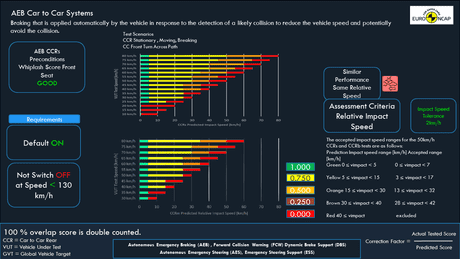 AEB Car to Car Systems
Braking that is applied automatically by the vehicle in response to the detection of a likely collision to reduce the vehicle speed and potentially
avoid the collision.
EURO NCAP
Test Scenarios
CCR Stationary, Moving, Breaking
CC Front Turn Across Path
AEB CCRs
Preconditions
Whiplash Score Front
Seat
GOOD
Requirements
Default ON
Not Switch OFF
at Speed < 130
km/h
Similar
Performance
Same Relative
Speed
Assessment Criteria
Relative Impact
Speed
Impact Speed
Tolerance
2km/h
The accepted impact speed ranges for the 50km/h
CCRs and CCRb tests are as follows:
Prediction Impact speed range [km/h] Accepted range
[km/h]
1.000 Green 0 ≤ vimpact < 5 0 ≤ vimpact < 7
0.750 Yellow 5 ≤ vimpact < 15 3 ≤ vimpact < 17
0.500 Orange 15 ≤ vimpact < 30 13 ≤ vimpact < 32
0.250 Brown 30 ≤ vimpact < 40 28 ≤ vimpact < 42
0.000 Red 40 ≤ vimpact excluded
100 % overlap score is double counted.
CCR = Car to Car Rear
VUT = Vehicle Under Test
GVT = Global Vehicle Target
Autonomous Emergency Braking (AEB) , Forward Collision Warning (FCW) Dynamic Brake Support (DBS)
Autonomous Emergency Steering (AES), Emergency Steering Support (ESS)
Correction Factor = Actual Tested Score
Predicted Score